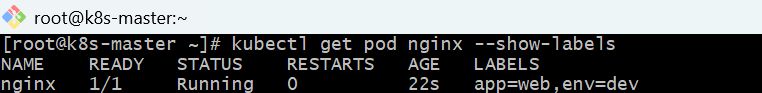 root@k8s-master:~
[root@k8s-master ~]# kubectl get pod nginx --show-labels
NAME READY STATUS RESTARTS AGE LABELS
nginx 1/1 Running 0 22s app=web,env=dev